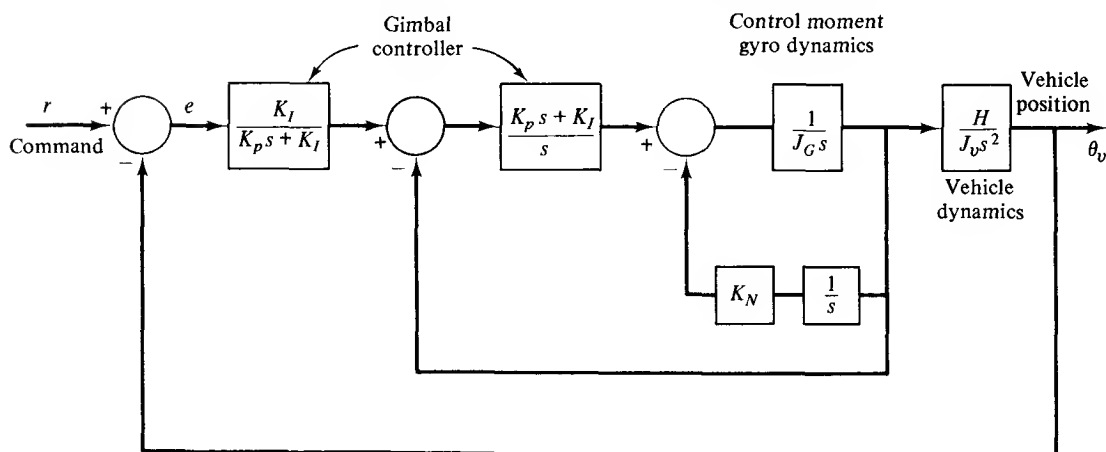 Gimbal
controller
Control moment
gyro dynamics
Vehicle
position
r
+
e
K_I
K_p s + K_I
+
K_p s + K_I
s
+
1
J_G s
H
J_v s^2
Command
−
−
−
θ_v
Vehicle
dynamics
K_N
1
s